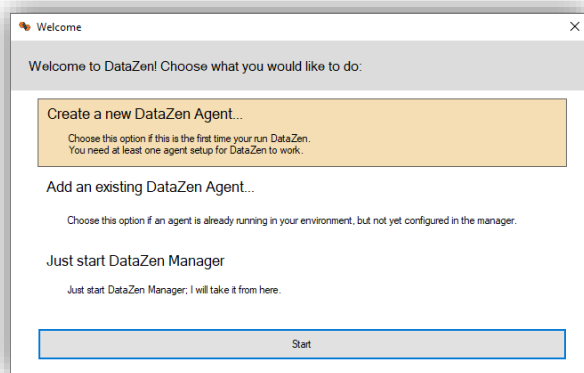 Welcome
Welcome to DataZen! Choose what you would like to do:
Create a new DataZen Agent...
Choose this option if this is the first time your run DataZen.
You need at least one agent setup for DataZen to work.
Add an existing DataZen Agent...
Choose this option if an agent is already running in your environment, but not yet configured in the manager.
Just start DataZen Manager
Just start DataZen Manager; I will take it from here.
Start